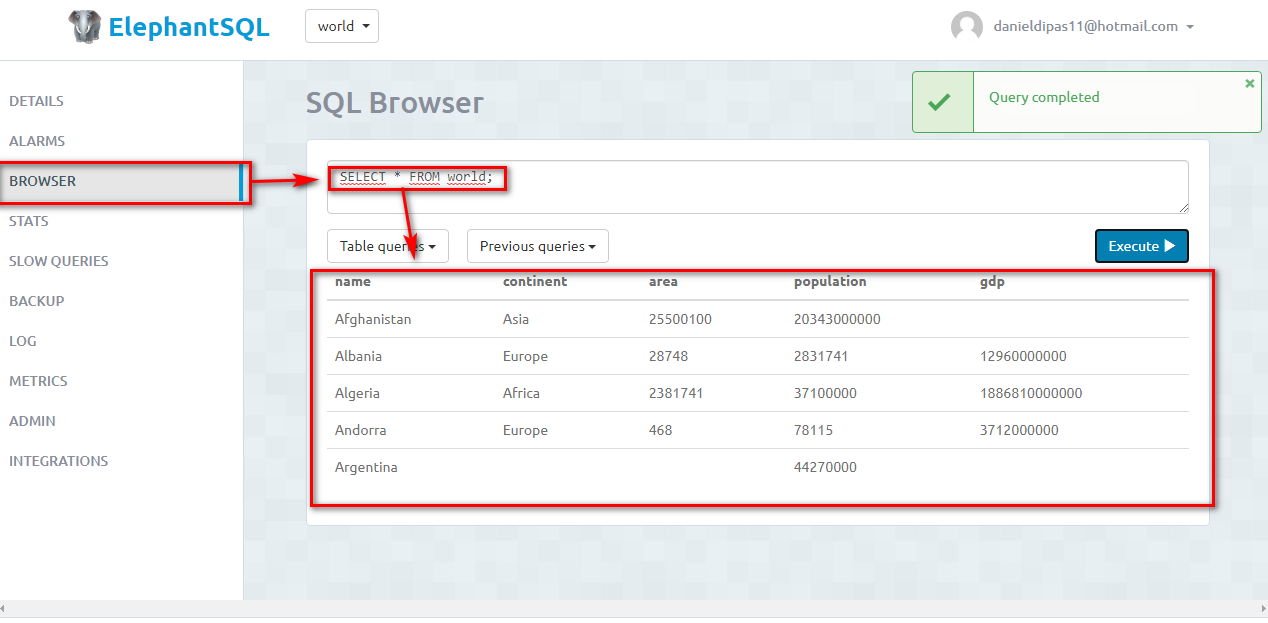 ElephantSQL world danieldipas11@hotmail.com
DETAILS
ALARMS
BROWSER
STATS
SLOW QUERIES
BACKUP
LOG
METRICS
ADMIN
INTEGRATIONS
SQL Browser
Query completed
SELECT * FROM world;
Table queries Previous queries Execute
name continent area population gdp
Afghanistan Asia 25500100 20343000000
Albania Europe 28748 2831741 12960000000
Algeria Africa 2381741 37100000 1886810000000
Andorra Europe 468 78115 3712000000
Argentina 44270000